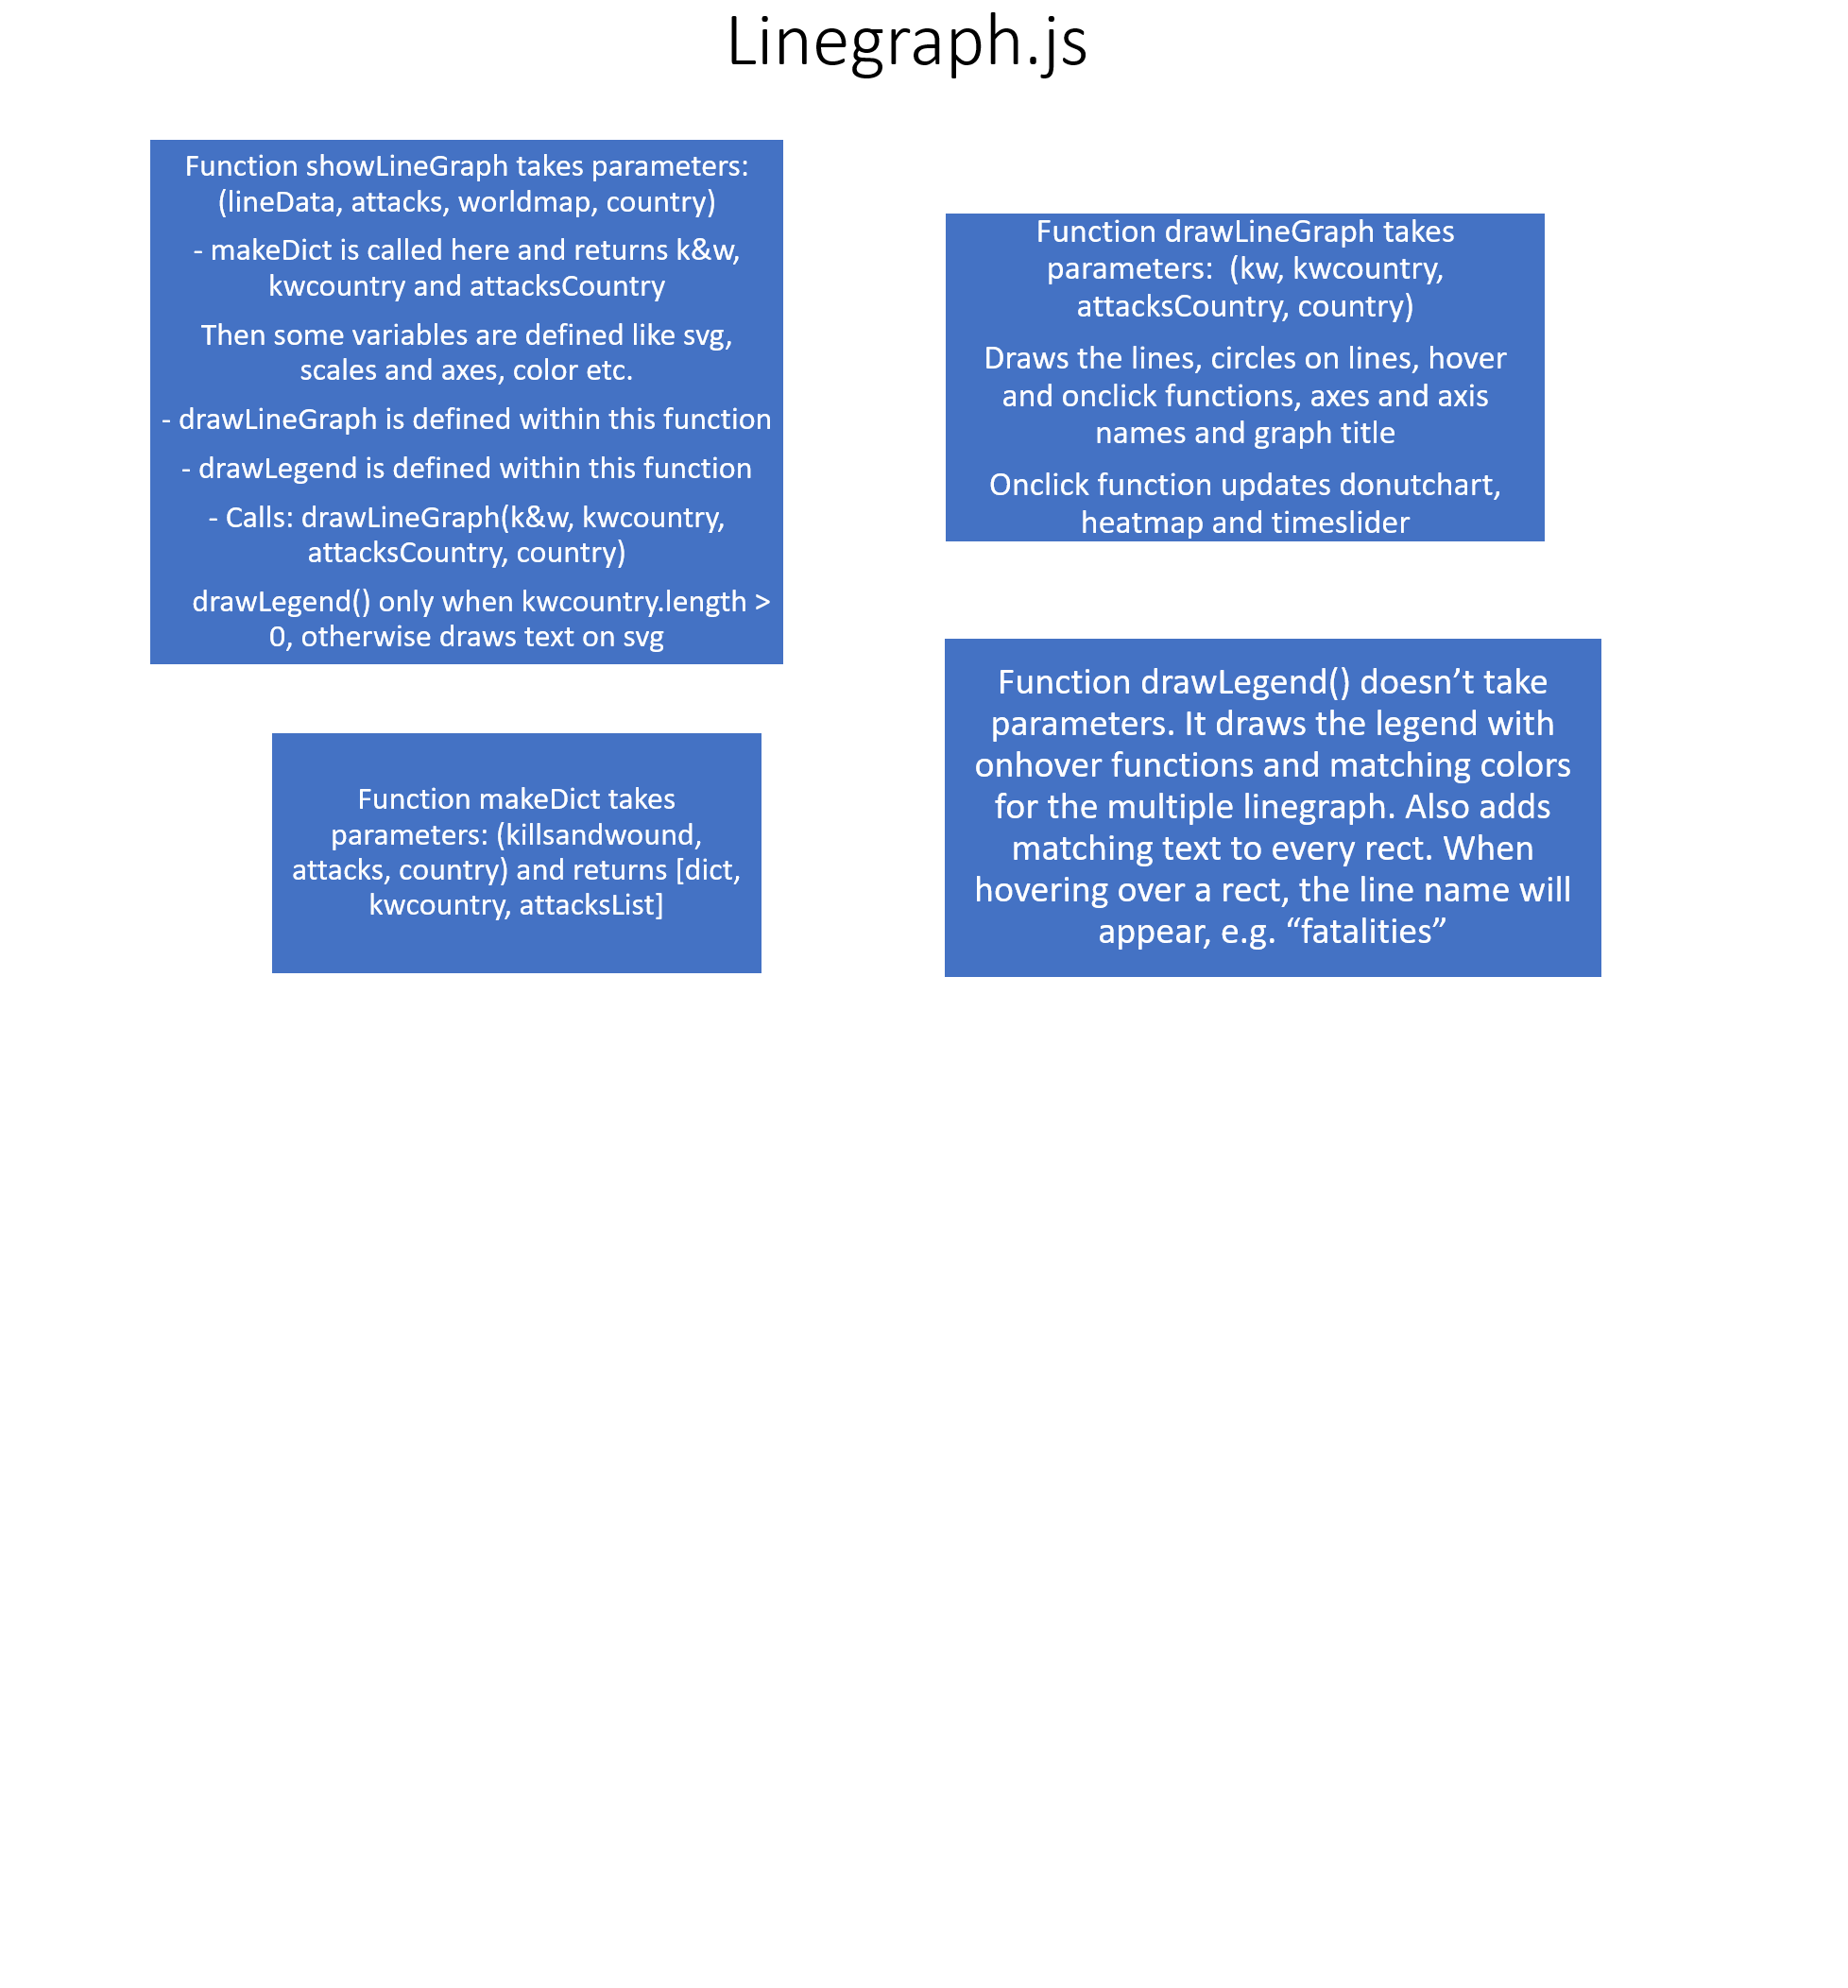 Linegraph.js
Function showLineGraph takes parameters:
(lineData, attacks, worldmap, country)
- makeDict is called here and returns k&w,
kwcountry and attacksCountry
Then some variables are defined like svg,
scales and axes, color etc.
- drawLineGraph is defined within this function
- drawLegend is defined within this function
- Calls: drawLineGraph(k&w, kwcountry,
attacksCountry, country)
drawLegend() only when kwcountry.length >
0, otherwise draws text on svg
Function makeDict takes
parameters: (killsandwound,
attacks, country) and returns [dict,
kwcountry, attacksList]
Function drawLineGraph takes
parameters:  (kw, kwcountry,
attacksCountry, country)
Draws the lines, circles on lines, hover
and onclick functions, axes and axis
names and graph title
Onclick function updates donutchart,
heatmap and timeslider
Function drawLegend() doesn’t take
parameters. It draws the legend with
onhover functions and matching colors
for the multiple linegraph. Also adds
matching text to every rect. When
hovering over a rect, the line name will
appear, e.g. “fatalities”